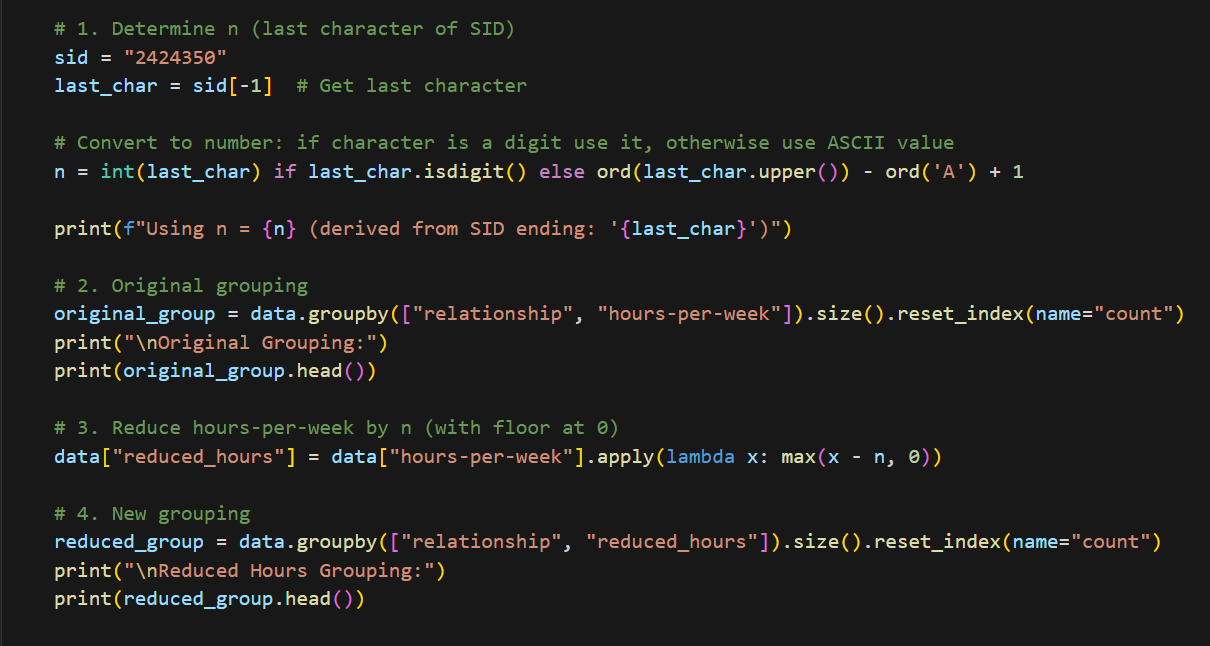 # 1. Determine n (last character of SID)
sid = "2424350"
last_char = sid[-1]  # Get last character
# Convert to number: if character is a digit use it, otherwise use ASCII value
n = int(last_char) if last_char.isdigit() else ord(last_char.upper()) - ord('A') + 1
print(f"Using n = {n} (derived from SID ending: '{last_char}')")
# 2. Original grouping
original_group = data.groupby(["relationship", "hours-per-week"]).size().reset_index(name="count")
print("\nOriginal Grouping:")
print(original_group.head())
# 3. Reduce hours-per-week by n (with floor at 0)
data["reduced_hours"] = data["hours-per-week"].apply(lambda x: max(x - n, 0))
# 4. New grouping
reduced_group = data.groupby(["relationship", "reduced_hours"]).size().reset_index(name="count")
print("\nReduced Hours Grouping:")
print(reduced_group.head())